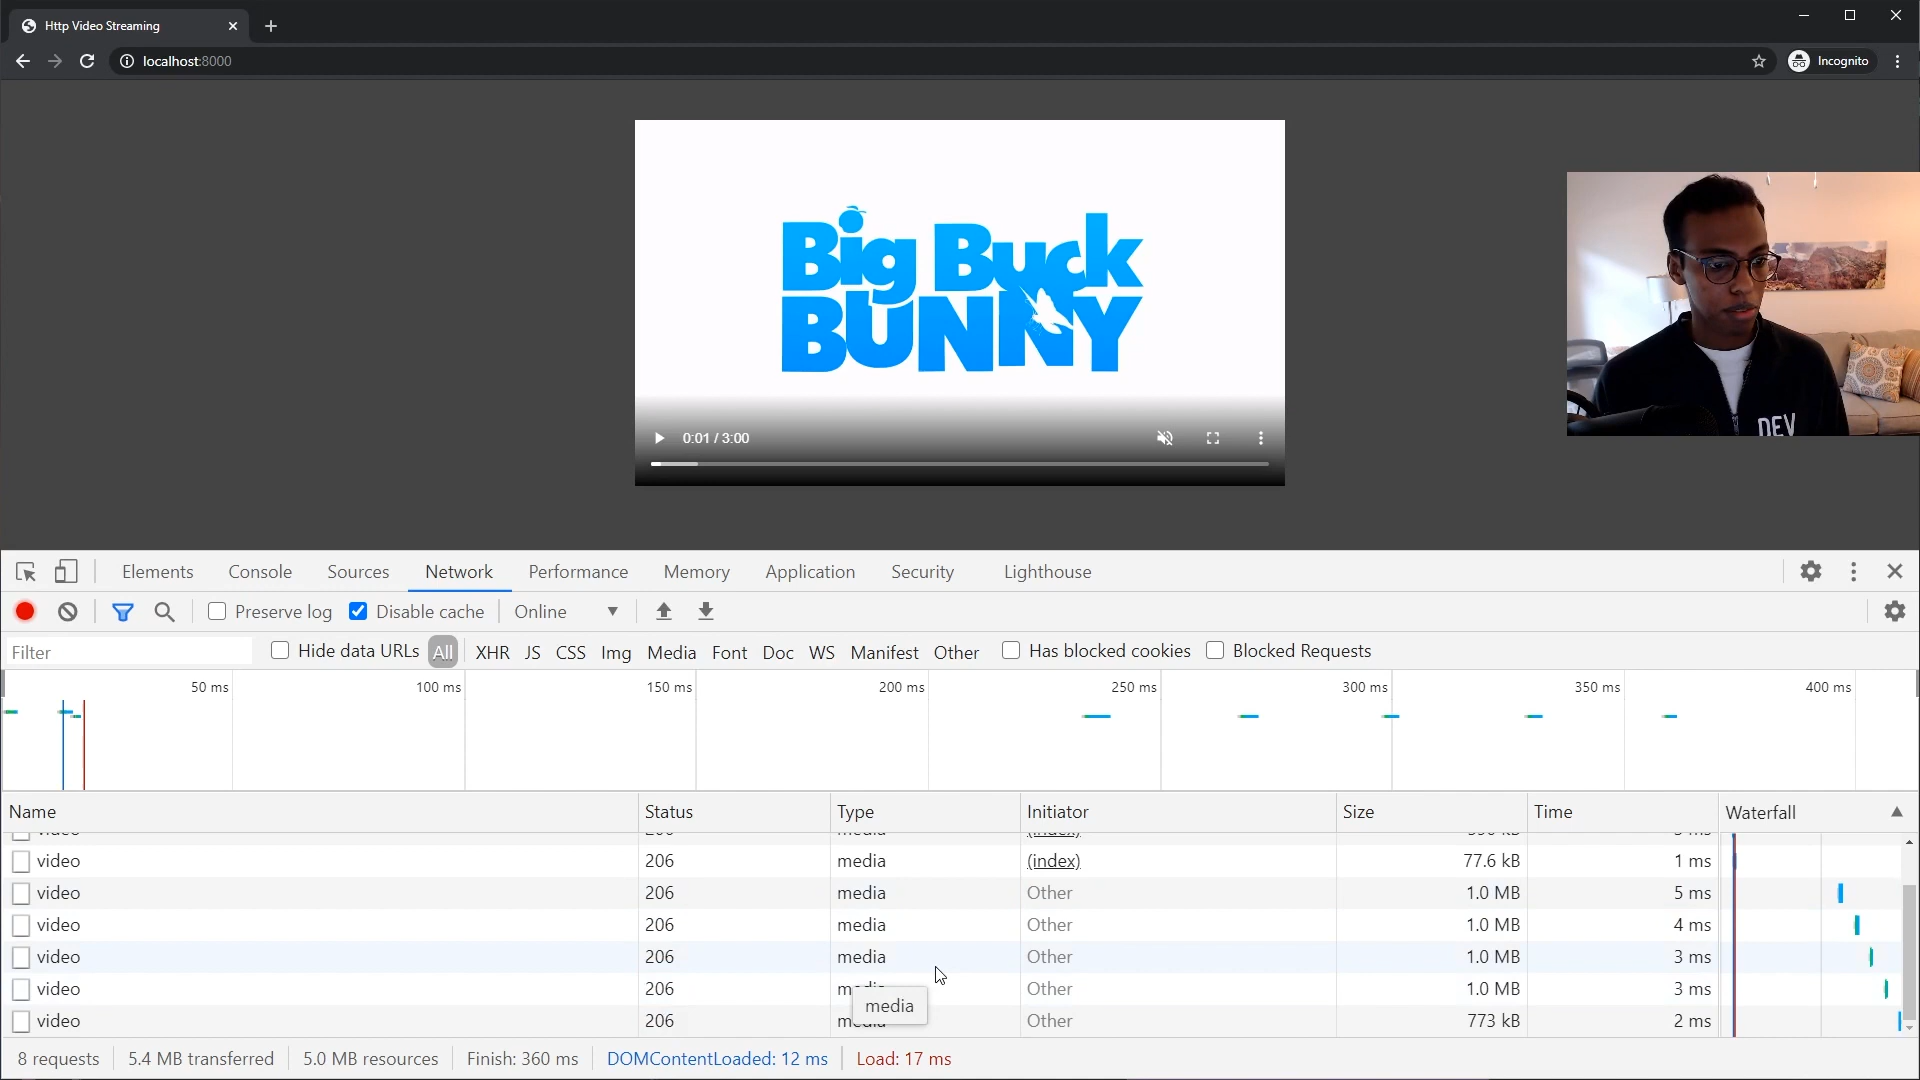 Http Video Streaming
localhost:8000
Incognito
Big Buck
BUNNY
0:01 / 3:00
DEV
Elements Console Sources Network Performance Memory Application Security Lighthouse
Preserve log Disable cache Online
Filter Hide data URLs All XHR JS CSS Img Media Font Doc WS Manifest Other Has blocked cookies Blocked Requests
50 ms 100 ms 150 ms 200 ms 250 ms 300 ms 350 ms 400 ms
Name Status Type Initiator Size Time Waterfall
video 206 media (index) 77.6 kB 1 ms
video 206 media Other 1.0 MB 5 ms
video 206 media Other 1.0 MB 4 ms
video 206 media Other 1.0 MB 3 ms
video 206 Other 1.0 MB 3 ms
media
video 206 Other 773 kB 2 ms
8 requests 5.4 MB transferred 5.0 MB resources Finish: 360 ms DOMContentLoaded: 12 ms Load: 17 ms